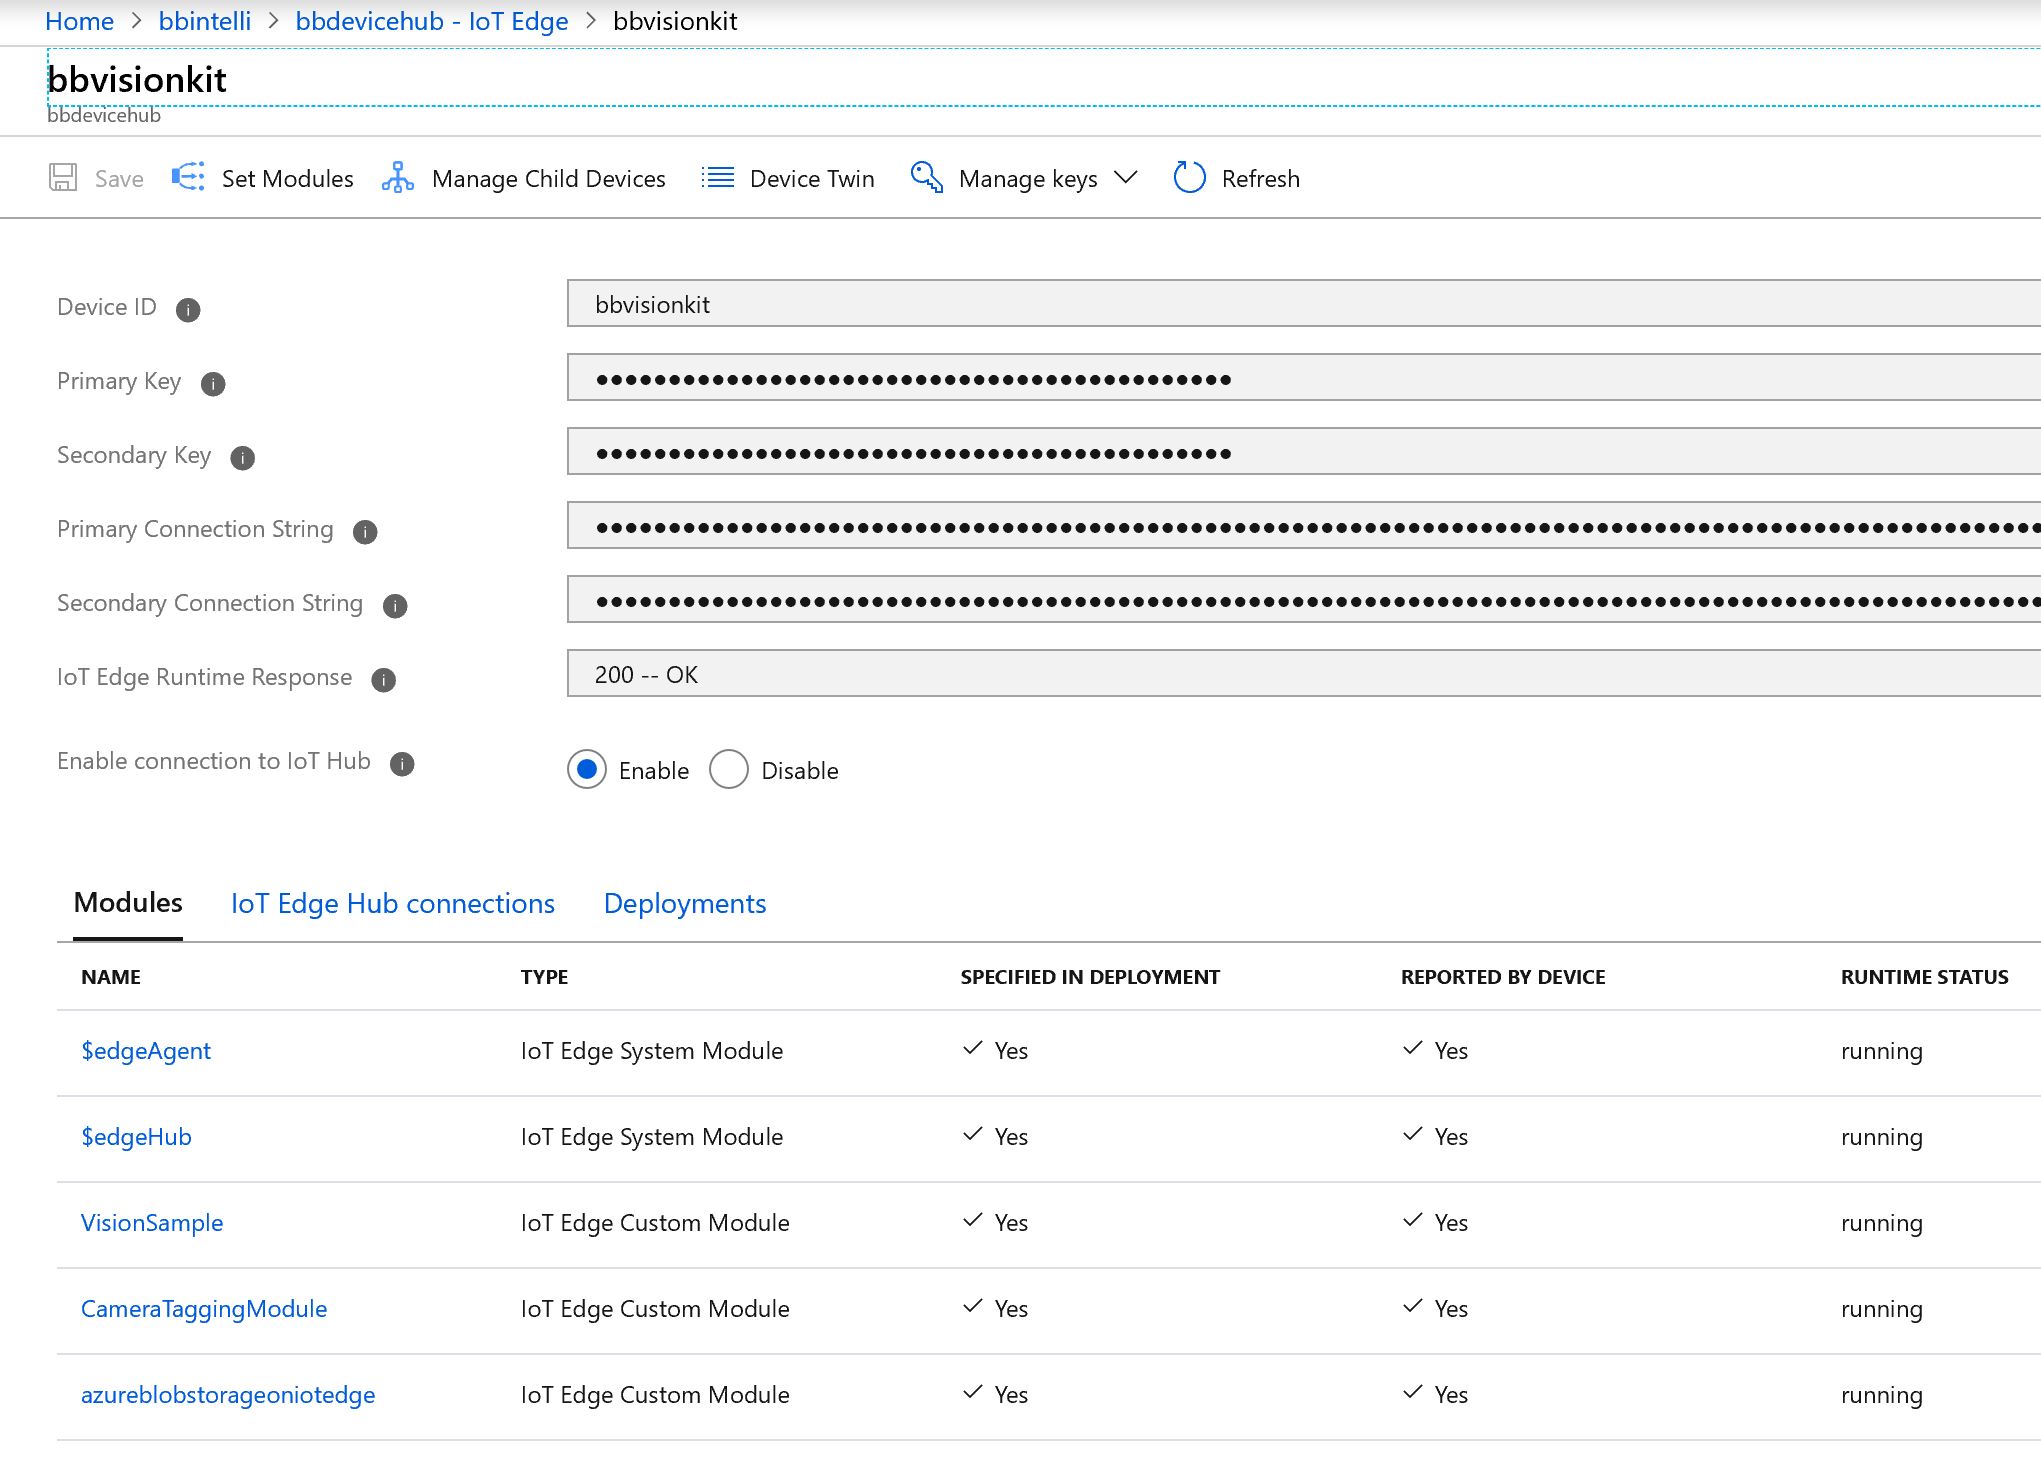 Home > bbintelli > bbdevicehub - IoT Edge > bbvisionkit
bbvisionkit
bbdevicehub
Save Set Modules Manage Child Devices Device Twin Manage keys Refresh
Device ID bbvisionkit
Primary Key ••••••••••••••••••••••••••••••••••••••••••••
Secondary Key ••••••••••••••••••••••••••••••••••••••••••••
Primary Connection String
Secondary Connection String
IoT Edge Runtime Response 200 -- OK
Enable connection to IoT Hub Enable Disable
Modules IoT Edge Hub connections Deployments
NAME TYPE SPECIFIED IN DEPLOYMENT REPORTED BY DEVICE RUNTIME STATUS
$edgeAgent IoT Edge System Module Yes Yes running
$edgeHub IoT Edge System Module Yes Yes running
VisionSample IoT Edge Custom Module Yes Yes running
CameraTaggingModule IoT Edge Custom Module Yes Yes running
azureblobstorageoniotedge IoT Edge Custom Module Yes Yes running